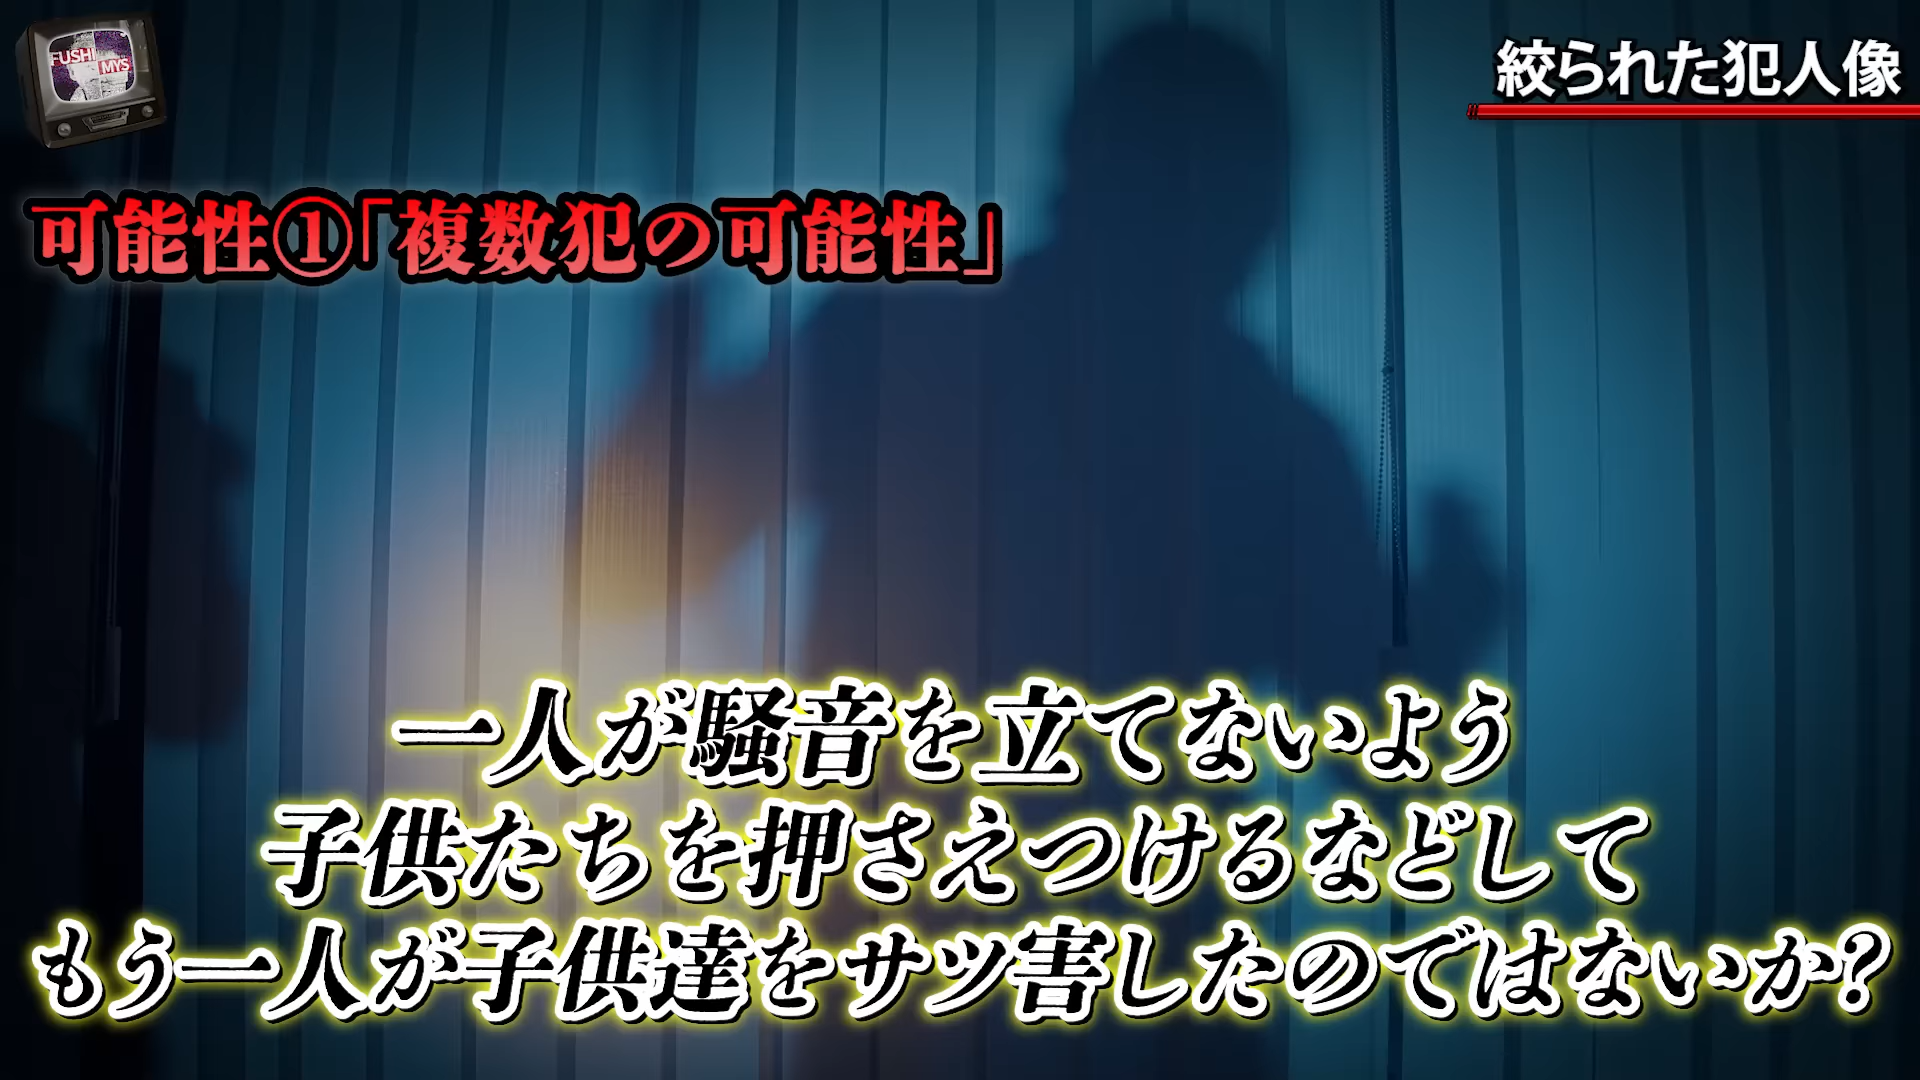 FUSHI
MYS
絞られた犯人像
可能性①「複数犯の可能性」
一人が騒音を立てないよう
子供たちを押さえつけるなどして
もう一人が子供達をサツ害したのではないか?